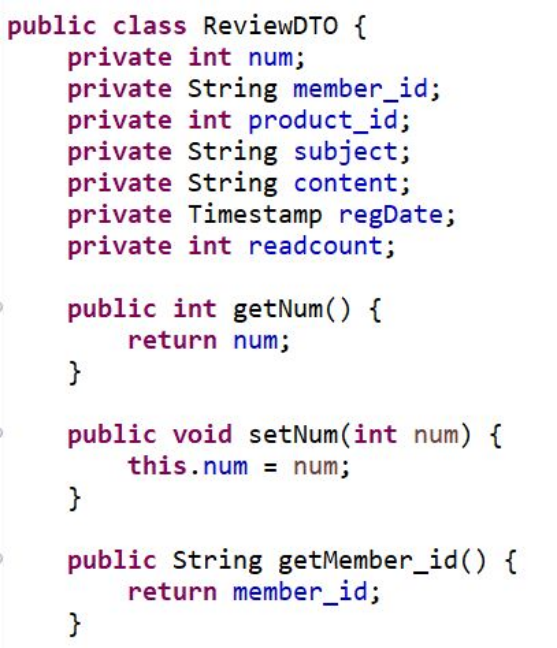 public class ReviewDTO {
    private int num;
    private String member_id;
    private int product_id;
    private String subject;
    private String content;
    private Timestamp regDate;
    private int readcount;

    public int getNum() {
        return num;
    }

    public void setNum(int num) {
        this.num = num;
    }

    public String getMember_id() {
        return member_id;
    }